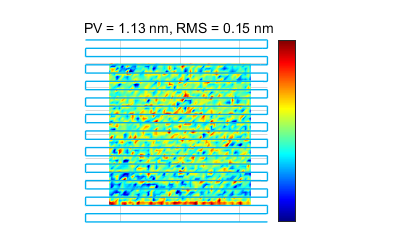 PV = 1.13 nm, RMS = 0.15 nm